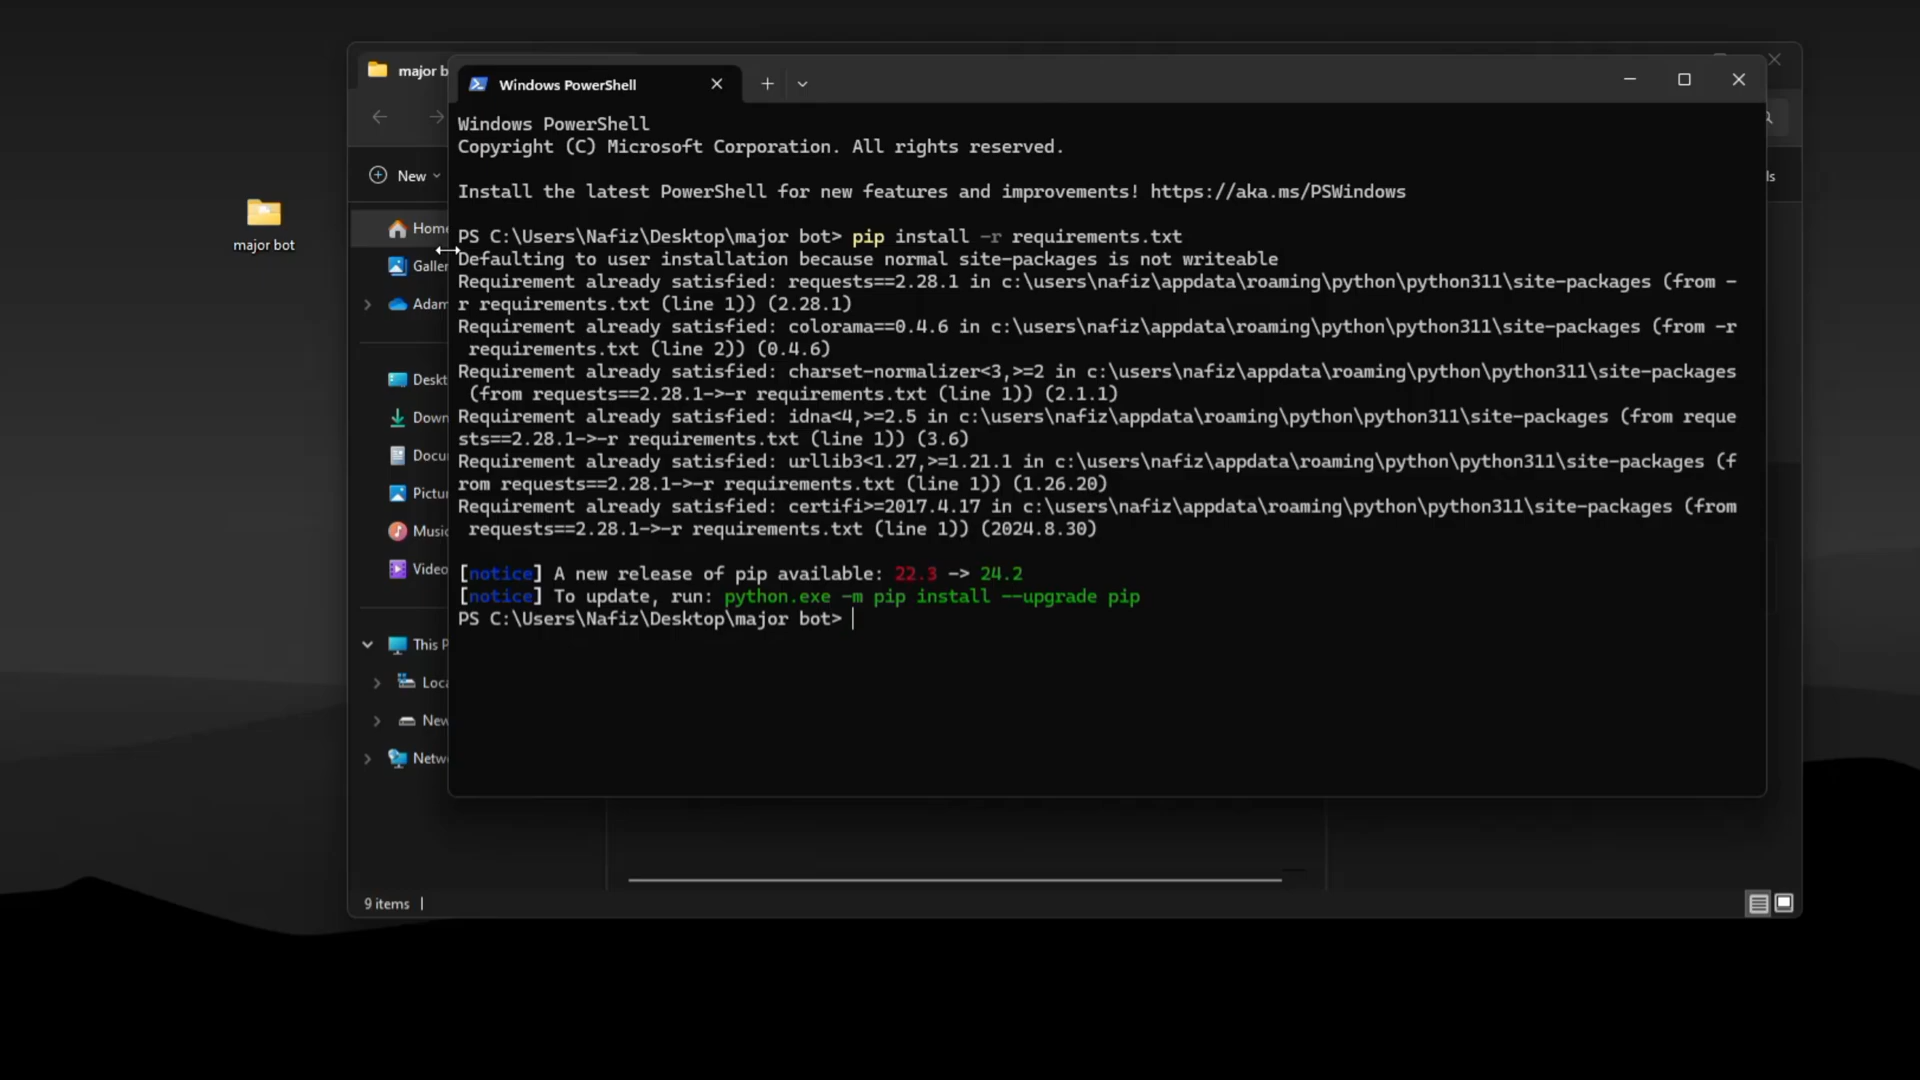 major b
Windows PowerShell
Windows PowerShell
Copyright (C) Microsoft Corporation. All rights reserved.
Install the latest PowerShell for new features and improvements! https://aka.ms/PSWindows
PS C:\Users\Nafiz\Desktop\major bot> pip install -r requirements.txt
Defaulting to user installation because normal site-packages is not writeable
Requirement already satisfied: requests==2.28.1 in c:\users\nafiz\appdata\roaming\python\python311\site-packages (from -
r requirements.txt (line 1)) (2.28.1)
Requirement already satisfied: colorama==0.4.6 in c:\users\nafiz\appdata\roaming\python\python311\site-packages (from -r
requirements.txt (line 2)) (0.4.6)
Requirement already satisfied: charset-normalizer<3,>=2 in c:\users\nafiz\appdata\roaming\python\python311\site-packages
(from requests==2.28.1->-r requirements.txt (line 1)) (2.1.1)
Requirement already satisfied: idna<4,>=2.5 in c:\users\nafiz\appdata\roaming\python\python311\site-packages (from reque
sts==2.28.1->-r requirements.txt (line 1)) (3.6)
Requirement already satisfied: urllib3<1.27,>=1.21.1 in c:\users\nafiz\appdata\roaming\python\python311\site-packages (f
rom requests==2.28.1->-r requirements.txt (line 1)) (1.26.20)
Requirement already satisfied: certifi>=2017.4.17 in c:\users\nafiz\appdata\roaming\python\python311\site-packages (from
requests==2.28.1->-r requirements.txt (line 1)) (2024.8.30)
[notice] A new release of pip available: 22.3 -> 24.2
[notice] To update, run: python.exe -m pip install --upgrade pip
PS C:\Users\Nafiz\Desktop\major bot>
major bot
New
Home
Galler
Adam
Deskt
Down
Docu
Pictu
Music
Video
This P
Loca
New
Netw
9 items
ls